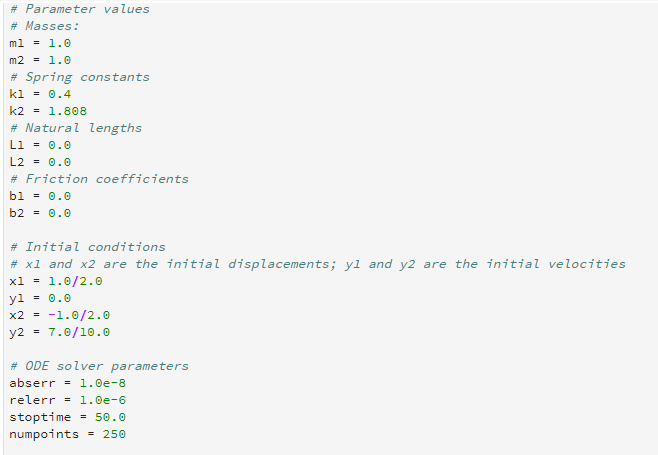 # Parameter values
# Masses:
m1 = 1.0
m2 = 1.0
# Spring constants
k1 = 0.4
k2 = 1.808
# Natural lengths
L1 = 0.0
L2 = 0.0
# Friction coefficients
b1 = 0.0
b2 = 0.0
# Initial conditions
# x1 and x2 are the initial displacements; y1 and y2 are the initial velocities
x1 = 1.0/2.0
y1 = 0.0
x2 = -1.0/2.0
y2 = 7.0/10.0
# ODE solver parameters
abserr = 1.0e-8
relerr = 1.0e-6
stoptime = 50.0
numpoints = 250